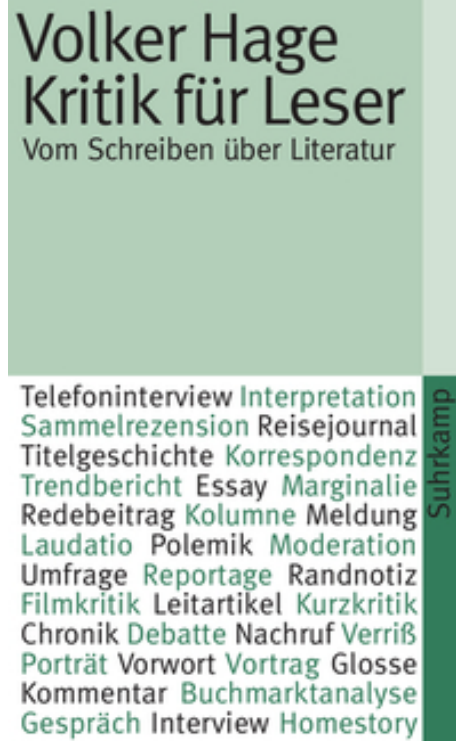 Volker Hage
Kritik für Leser
Vom Schreiben über Literatur
Telefoninterview Interpretation
Sammelrezension Reisejournal
Titelgeschichte Korrespondenz
Trendbericht Essay Marginalie
Redebeitrag Kolumne Meldung
Laudatio Polemik Moderation
Umfrage Reportage Randnotiz
Filmkritik Leitartikel Kurzkritik
Chronik Debatte Nachruf Verriß
Porträt Vorwort Vortrag Glosse
Kommentar Buchmarktanalyse
Gespräch Interview Homestory
Suhrkamp